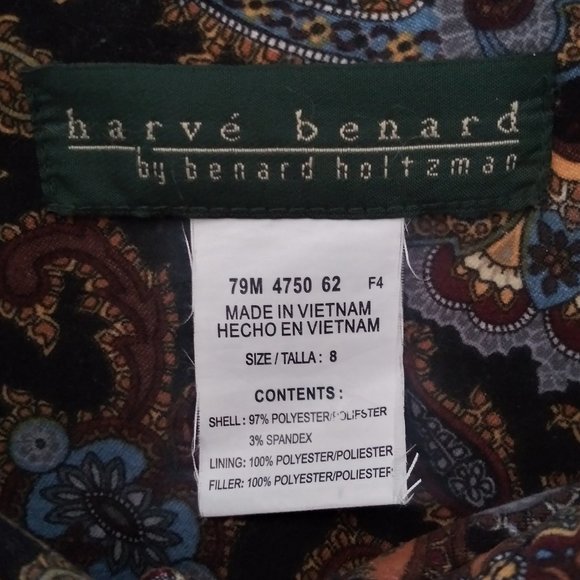 harvé benard
by benard holtzman
79M 4750 62 F4
MADE IN VIETNAM
HECHO EN VIETNAM
SIZE / TALLA : 8
CONTENTS :
SHELL : 97% POLYESTER/POLIESTER
3% SPANDEX
LINING: 100% POLYESTER/POLIESTER
FILLER: 100% POLYESTER/POLIESTER